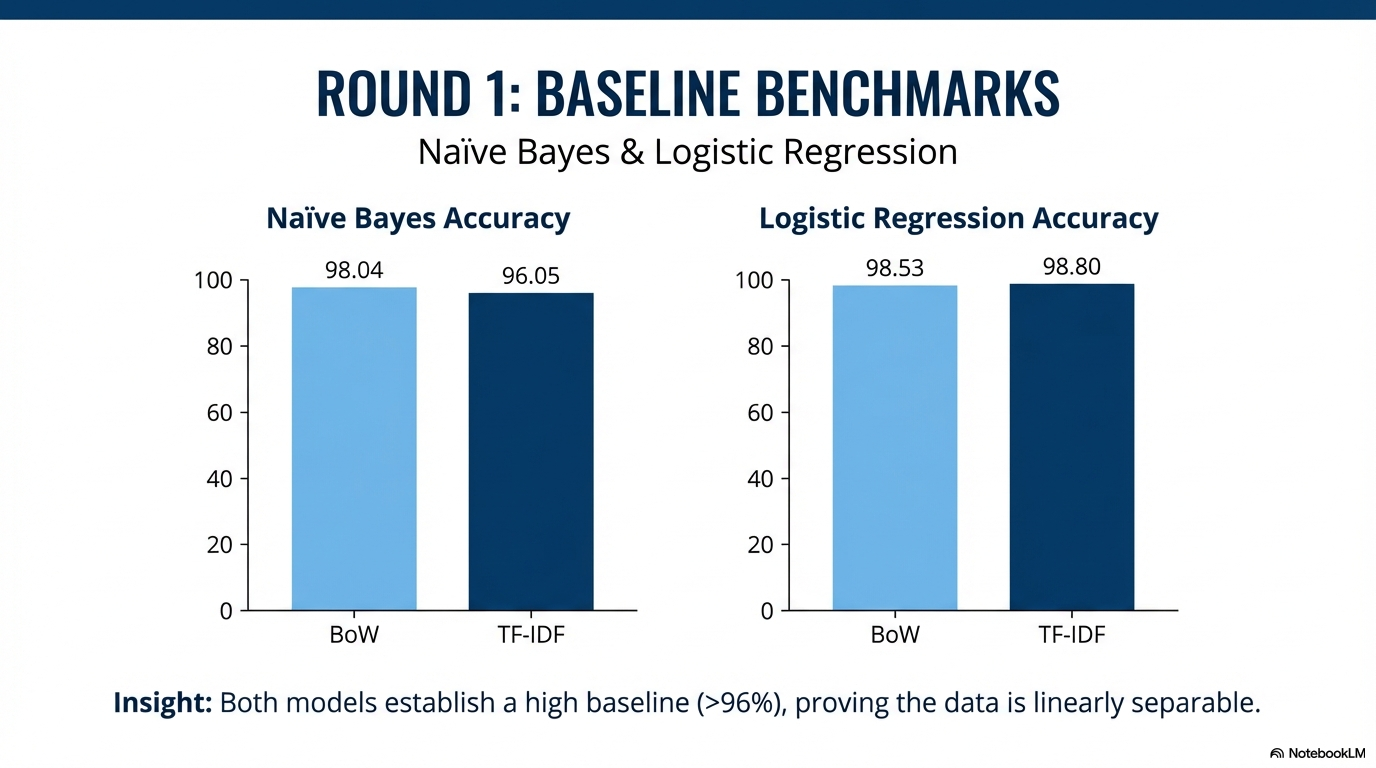 ROUND 1: BASELINE BENCHMARKS
Naïve Bayes & Logistic Regression
Naïve Bayes Accuracy
100
80
60
40
20
0
98.04
96.05
BoW
TF-IDF
Logistic Regression Accuracy
100
80
60
40
20
0
98.53
98.80
BoW
TF-IDF
Insight: Both models establish a high baseline (>96%), proving the data is linearly separable.
NotebookLM